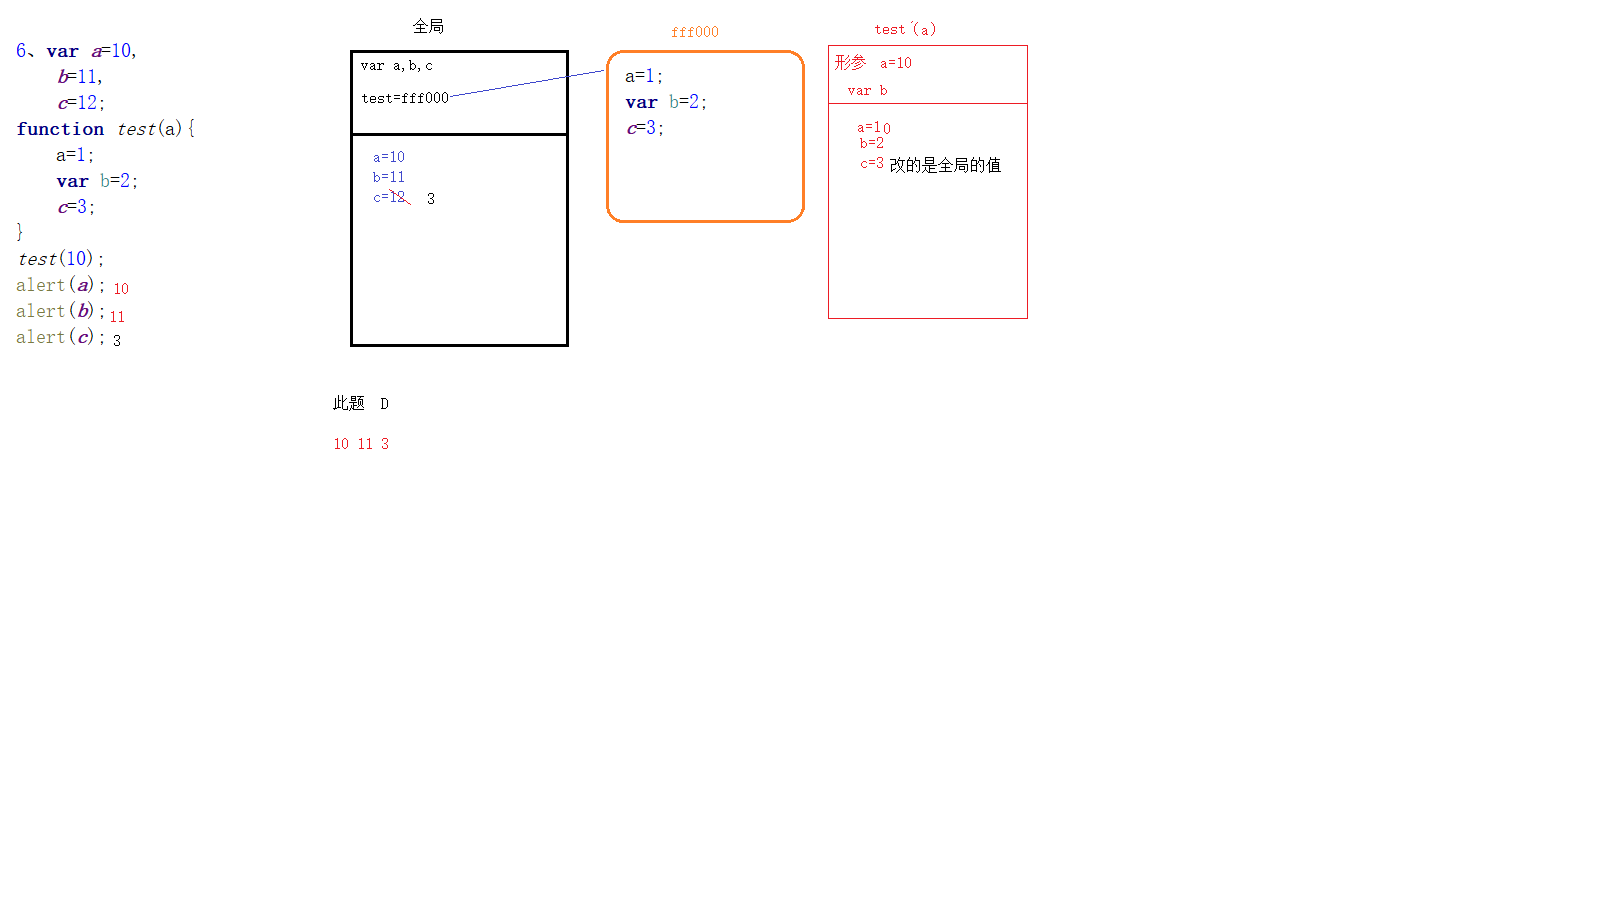 6、var a=10,
b=11,
c=12;
function test(a){
a=1;
var b=2;
c=3;
}
test(10);
alert(a); 10
alert(b); 11
alert(c); 3
全局
var a,b,c
test=fff000
a=10
b=11
c=12 3
fff000
a=1;
var b=2;
c=3;
test (a)
形参 a=10
var b
a=10
b=2
c=3 改的是全局的值
此题 D
10 11 3